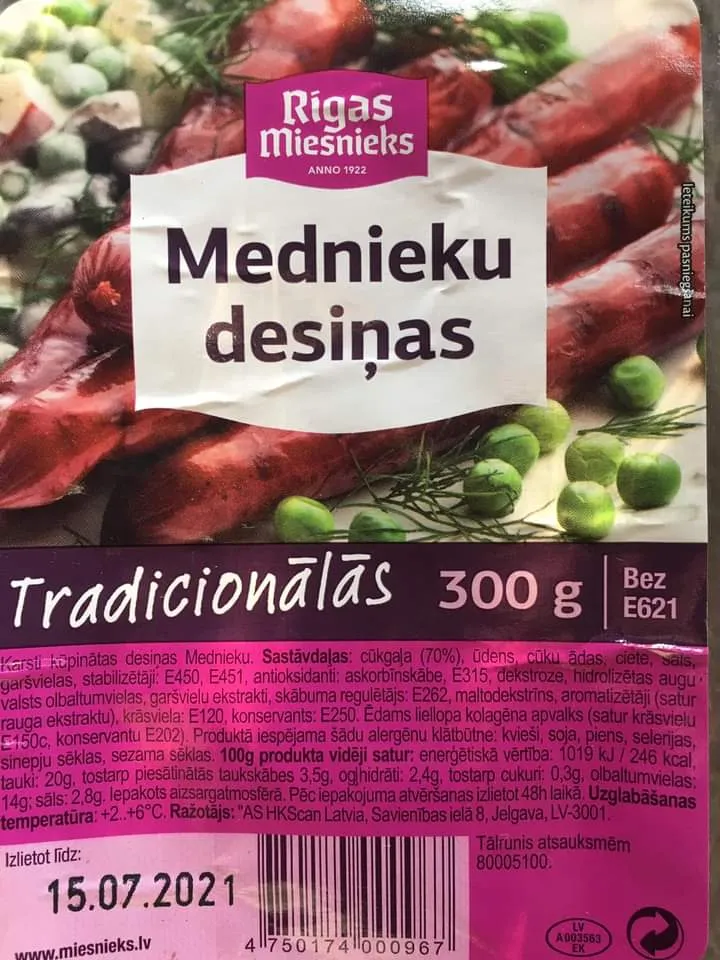 Rīgas
Miesnieks
ANNO 1922
Mednieku
desiņas
Ieteikums pasniegšanai
Tradicionālās 300 g Bez
E621
Karsti kūpinātas desiņas Mednieku. Sastāvdaļas: cūkgaļa (70%), ūdens, cūku ādas, ciete, sāls,
garšvielas, stabilizētāji: E450, E451, antioksidanti: askorbīnskābe, E315, dekstroze, hidrolizētas augu
valsts olbaltumvielas, garšvielu ekstrakti, skābuma regulētājs: E262, maltodekstrīns, aromatizētāji (satur
rauga ekstraktu), krāsviela: E120, konservants: E250. Ēdams liellopa kolagēna apvalks (satur krāsvielu
E150c, konservantu E202). Produktā iespējama šādu alergēnu klātbūtne: kvieši, soja, piens, selerijas,
sinepju sēklas, sezama sēklas. 100g produkta vidēji satur: enerģētiskā vērtība: 1019 kJ / 246 kcal,
tauki: 20g, tostarp piesātinātās taukskābes 3,5g, ogļhidrāti: 2,4g, tostarp cukuri: 0,3g, olbaltumvielas:
14g; sāls: 2,8g. Iepakots aizsargatmosfērā. Pēc iepakojuma atvēršanas izlietot 48h laikā. Uzglabāšanas
temperatūra: +2..+6°C. Ražotājs: "AS HKScan Latvia, Savienības ielā 8, Jelgava, LV-3001.
Izlietot līdz:
15.07.2021
www.miesnieks.lv
4 750174 000967
Tālrunis atsauksmēm
80005100.
LV
A 003563
EK